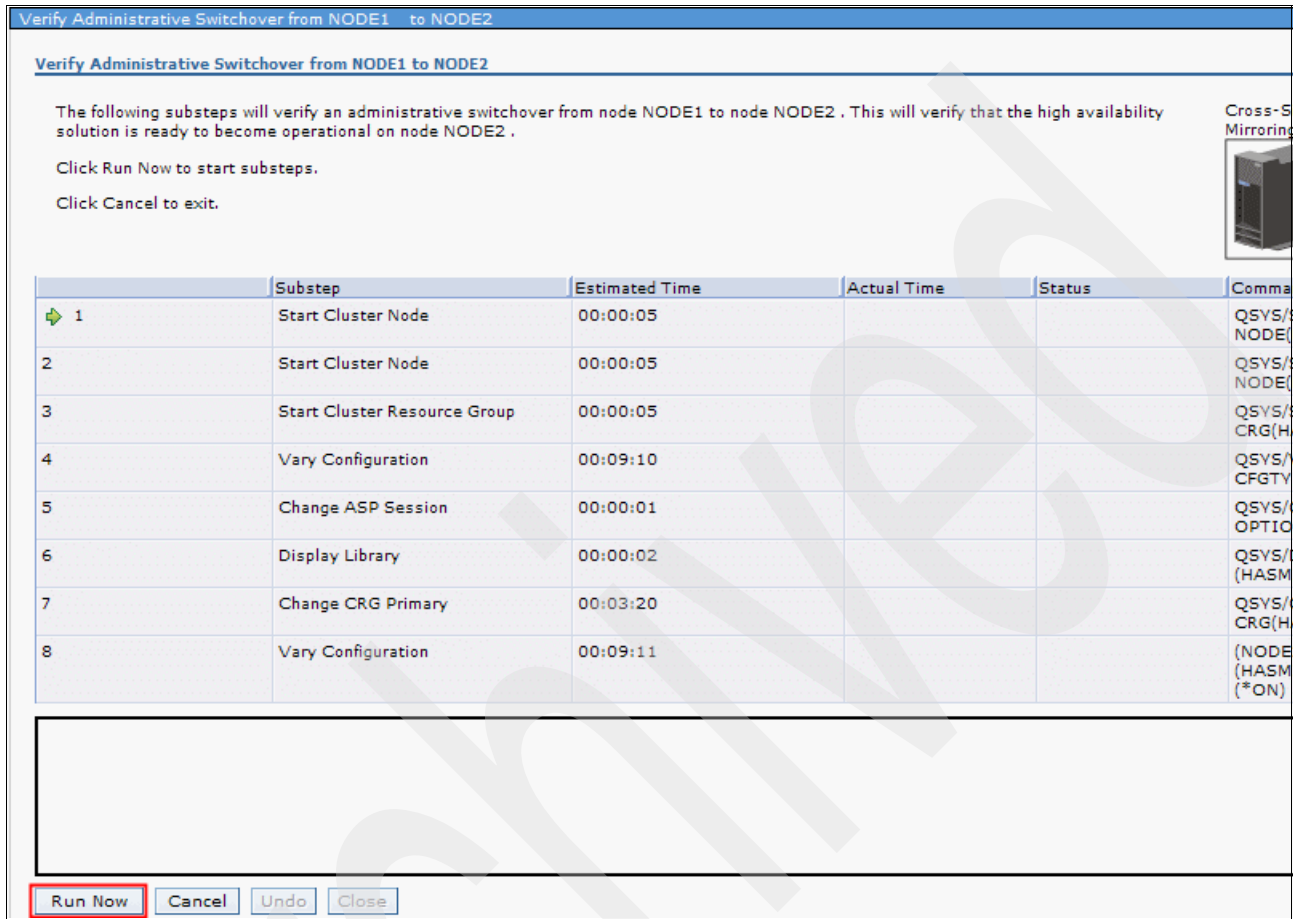 Verify Administrative Switchover from NODE1 to NODE2
Verify Administrative Switchover from NODE1 to NODE2
The following substeps will verify an administrative switchover from node NODE1 to node NODE2 . This will verify that the high availability
solution is ready to become operational on node NODE2 .
Click Run Now to start substeps.
Click Cancel to exit.
Cross-S
Mirroring
Substep Estimated Time Actual Time Status Comma
1 Start Cluster Node 00:00:05 QSYS/S
NODE(
2 Start Cluster Node 00:00:05 QSYS/S
NODE(
3 Start Cluster Resource Group 00:00:05 QSYS/S
CRG(HA
4 Vary Configuration 00:09:10 QSYS/V
CFGTY
5 Change ASP Session 00:00:01 QSYS/C
OPTIO
6 Display Library 00:00:02 QSYS/D
(HASM
7 Change CRG Primary 00:03:20 QSYS/C
CRG(HA
8 Vary Configuration 00:09:11 (NODE
(HASM
(*ON)
Run Now Cancel Undo Close